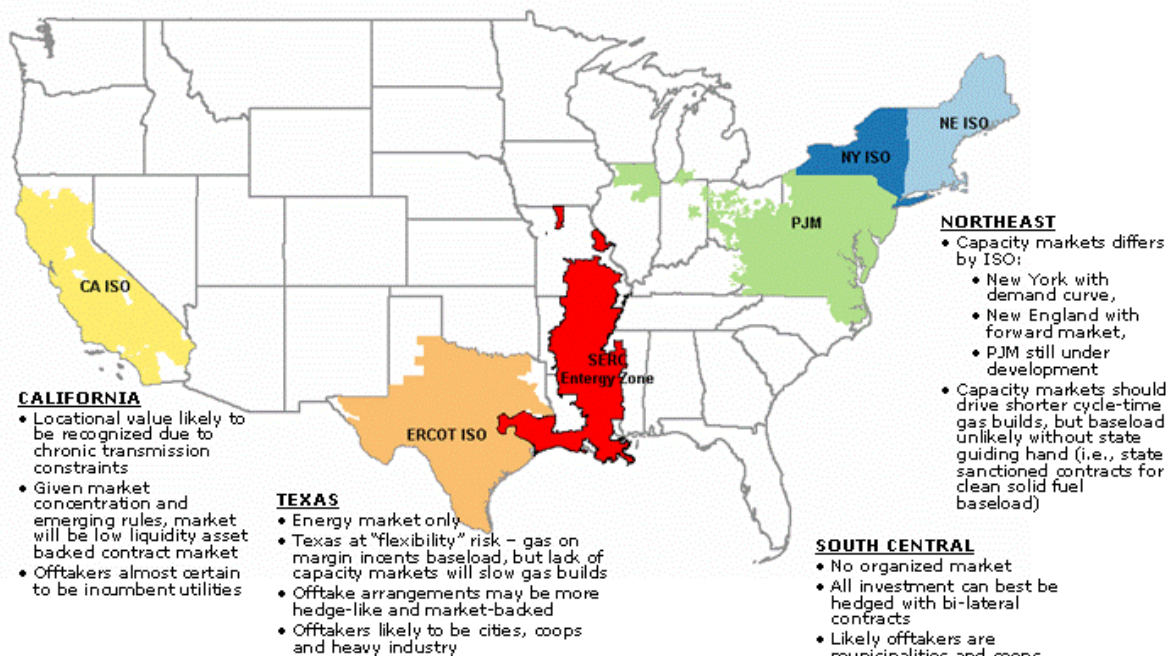 NE ISO
NY ISO
PJM
CA ISO
SERC
Entergy Zone
ERCOT ISO
NORTHEAST
• Capacity markets differs
by ISO:
• New York with
demand curve,
• New England with
forward market,
• PJM still under
development
• Capacity markets should
drive shorter cycle-time
gas builds, but baseload
unlikely without state
guiding hand (i.e., state
sanctioned contracts for
clean solid fuel
baseload)
CALIFORNIA
• Locational value likely to
be recognized due to
chronic transmission
constraints
• Given market
concentration and
emerging rules, market
will be low liquidity asset
backed contract market
• Offtakers almost certain
to be incumbent utilities
TEXAS
• Energy market only
• Texas at “flexibility” risk – gas on
margin incents baseload, but lack of
capacity markets will slow gas builds
• Offtake arrangements may be more
hedge-like and market-backed
• Offtakers likely to be cities, coops
and heavy industry
SOUTH CENTRAL
• No organized market
• All investment can best be
hedged with bi-lateral
contracts
• Likely offtakers are
municipalities and coops